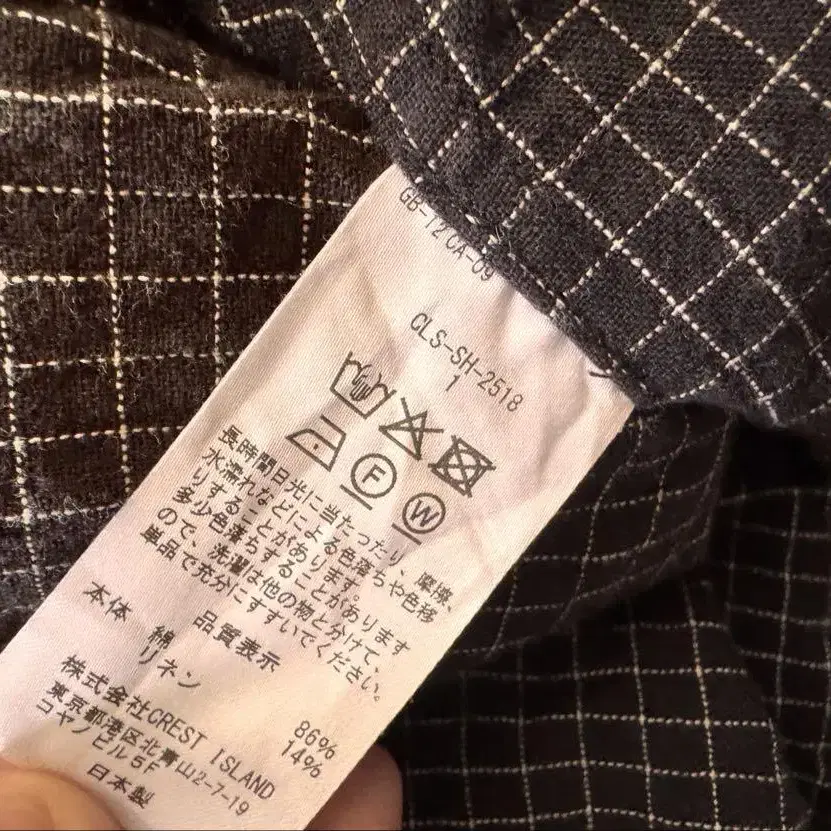 GB-12 CA-09
CLS-SH-2518
1
F
W
長時間日光に当たったり、摩擦、
水濡れなどによる色落ちや色移
りすることがあります。
多少色落ちすることがあります
ので、洗濯は他の物と分けて、
単品で充分にすすいでください。
品質表示
本体 綿 86%
リネン 14%
株式会社CREST ISLAND
東京都港区北青山2-7-19
コヤノビル5F
日本製